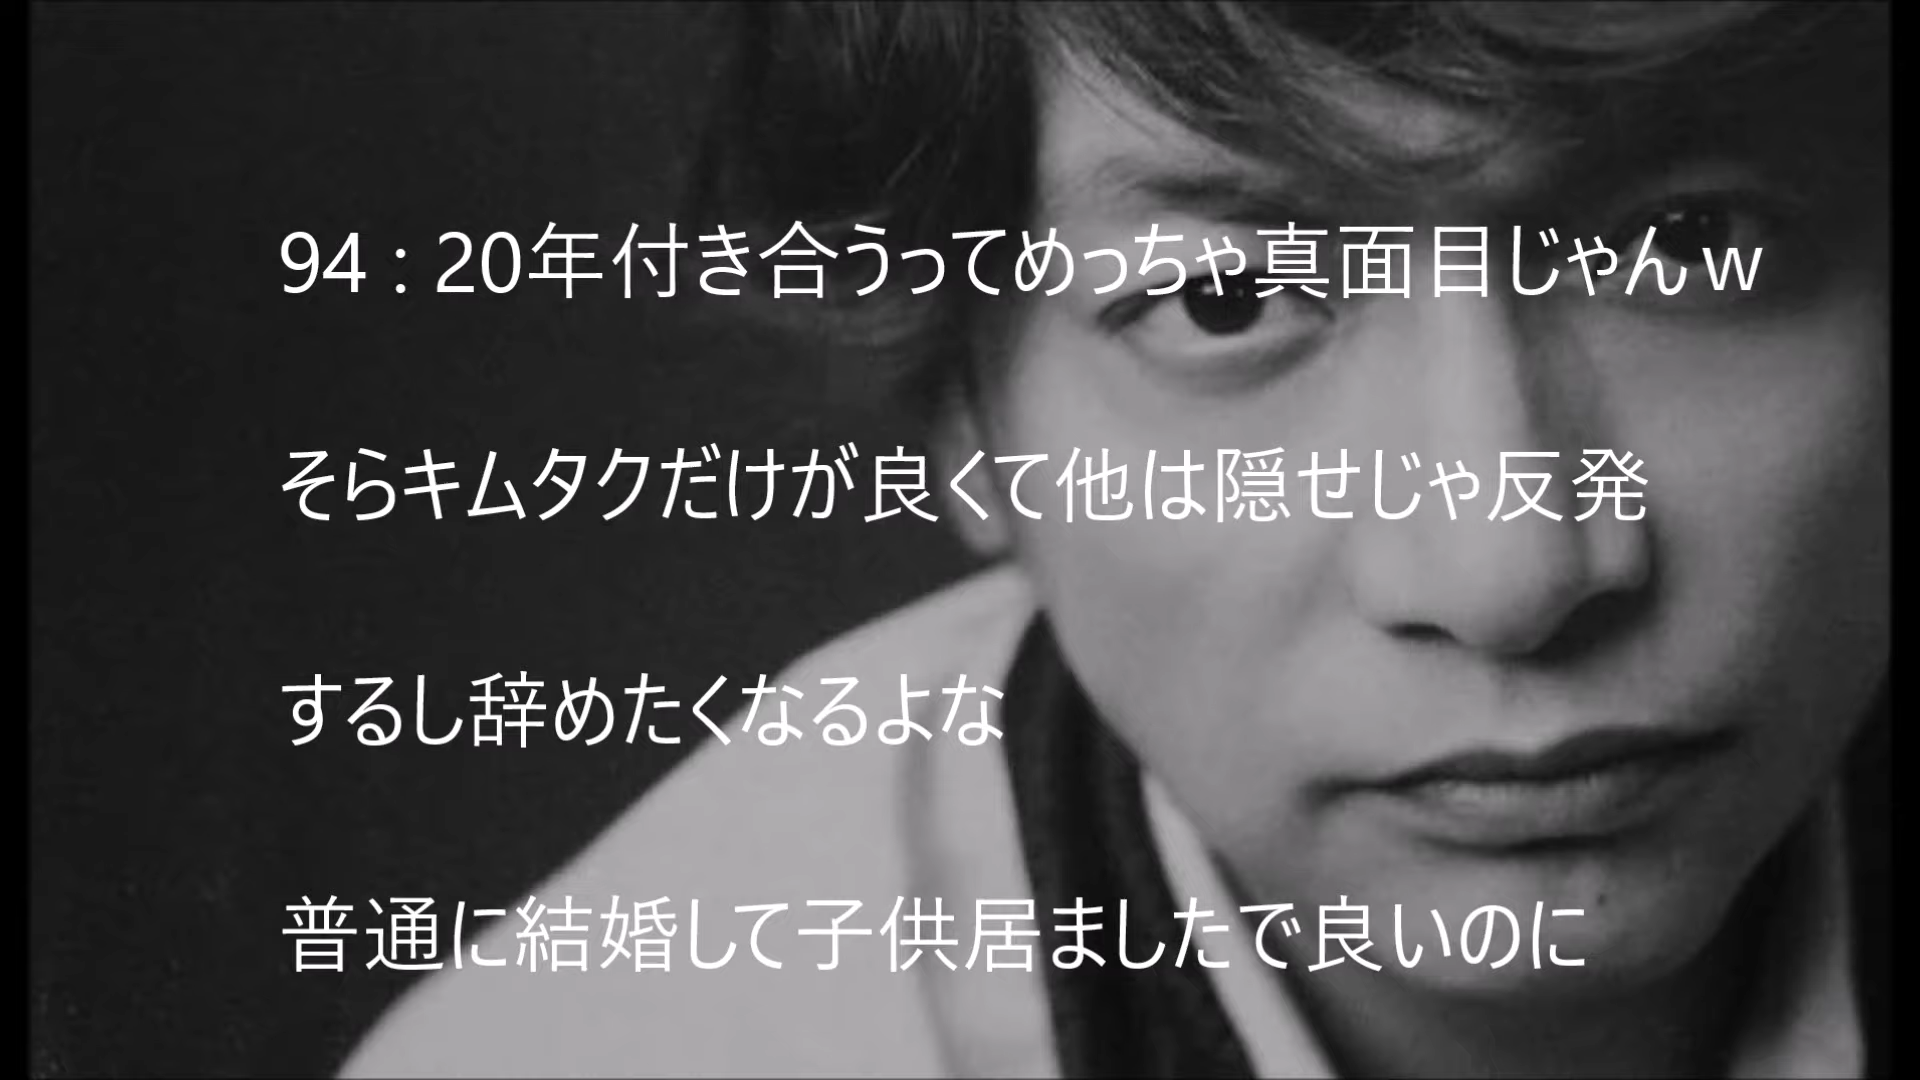 94 : 20年付き合うってめっちゃ真面目じゃんｗ
そらキムタクだけが良くて他は隠せじゃ反発
するし辞めたくなるよな
普通に結婚して子供居ましたで良いのに